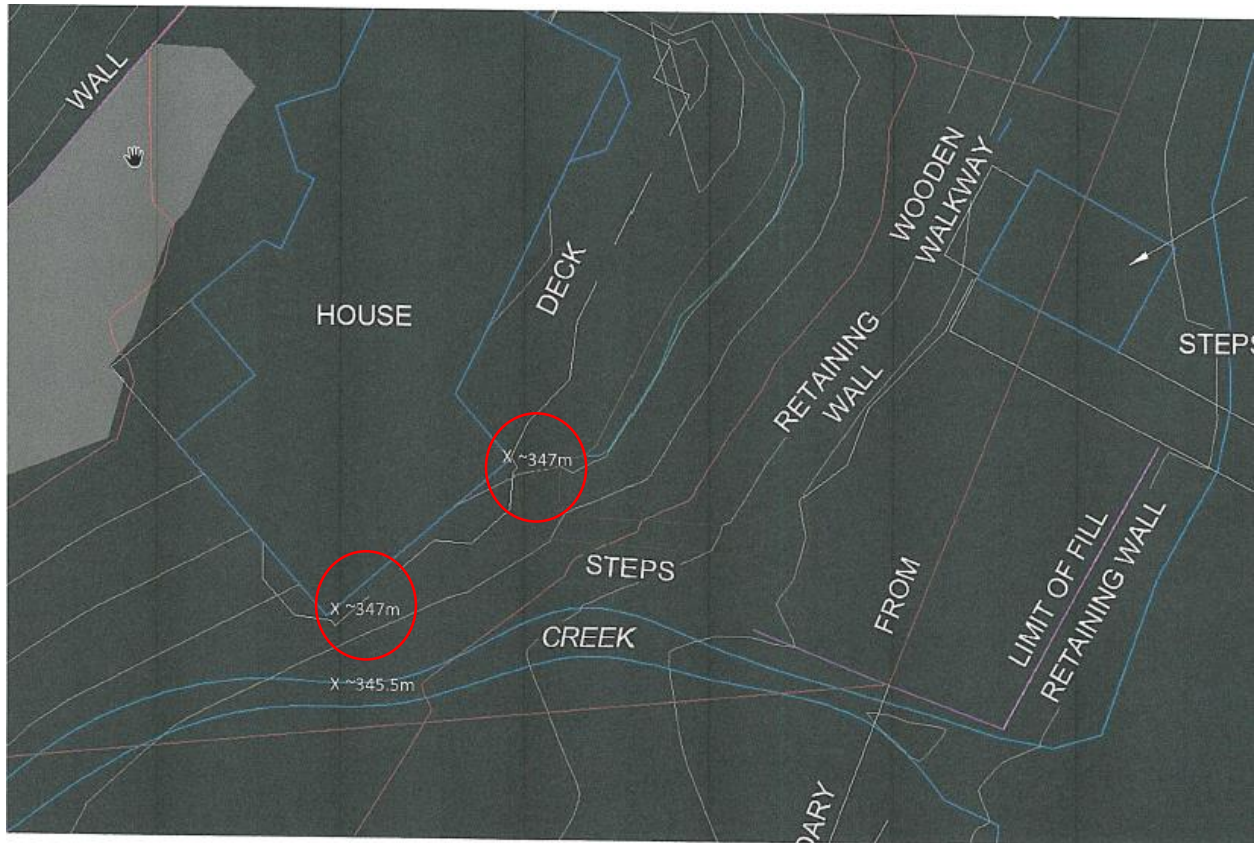 WALL
WOODEN
WALKWAY
DECK
HOUSE
RETAINING
WALL
STEPS
X ~347m
X ~347m
STEPS
CREEK
X ~345.5m
FROM
LIMIT OF FILL
RETAINING WALL
DARY